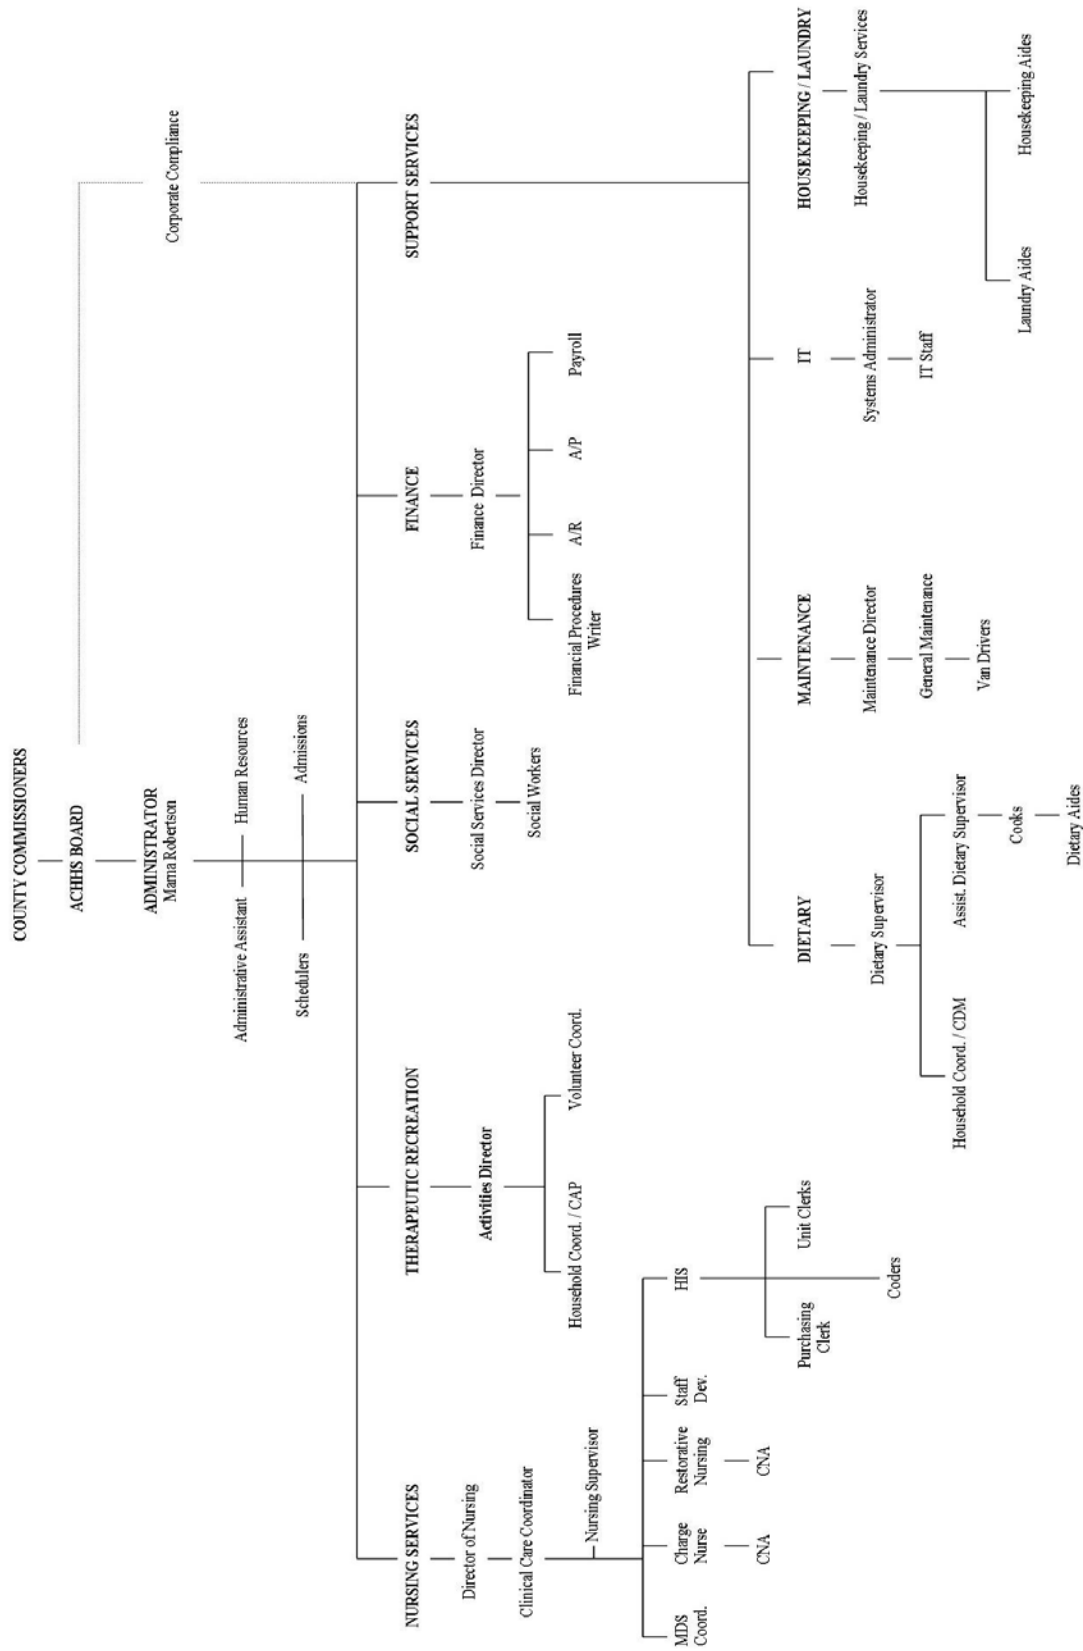 COUNTY COMMISSIONERS
ACHHS BOARD
ADMINISTRATOR
Marna Robertson
Corporate Compliance
Administrative Assistant
Human Resources
Schedulers
Admissions
NURSING SERVICES
THERAPEUTIC RECREATION
SOCIAL SERVICES
FINANCE
SUPPORT SERVICES
Director of Nursing
Activities Director
Social Services Director
Finance Director
Clinical Care Coordinator
Household Coord. / CAP
Volunteer Coord.
Social Workers
Financial Procedures
Writer
A/R
A/P
Payroll
Nursing Supervisor
MDS
Coord.
Charge
Nurse
Restorative
Nursing
Staff
Dev.
HIS
CNA
CNA
Purchasing
Clerk
Unit Clerks
Coders
DIETARY
MAINTENANCE
IT
HOUSEKEEPING / LAUNDRY
Dietary Supervisor
Maintenance Director
Systems Administrator
Housekeeping / Laundry Services
Household Coord. / CDM
Assist. Dietary Supervisor
General Maintenance
IT Staff
Cooks
Van Drivers
Laundry Aides
Housekeeping Aides
Dietary Aides